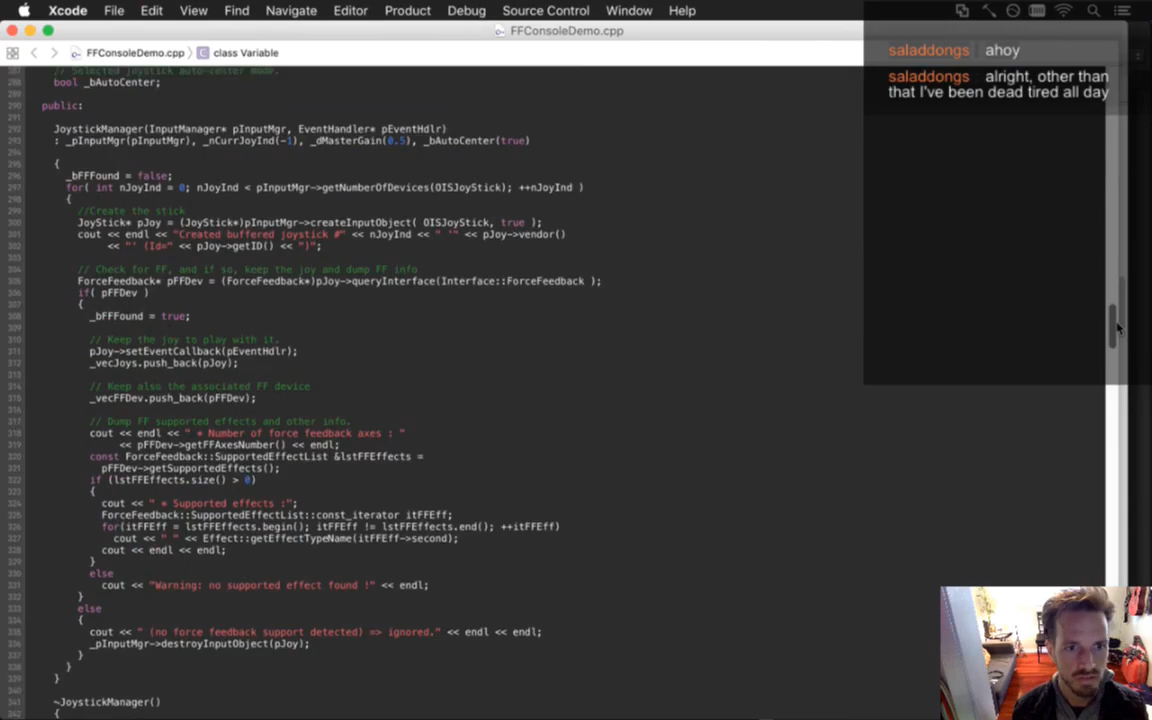 Xcode File Edit View Find Navigate Editor Product Debug Source Control Window Help
FFConsoleDemo.cpp
FFConsoleDemo.cpp class Variable
saladdongs ahoy
saladdongs alright, other than
that I've been dead tired all day
// Selected joystick auto-center mode.
bool _bAutoCenter;
public:
JoystickManager(InputManager* pInputMgr, EventHandler* pEventHdlr)
: _pInputMgr(pInputMgr), _nCurrJoyInd(-1), _dMasterGain(0.5), _bAutoCenter(true)
{
_bFFFound = false;
for( int nJoyInd = 0; nJoyInd < pInputMgr->getNumberOfDevices(OISJoyStick); ++nJoyInd )
{
//Create the stick
JoyStick* pJoy = (JoyStick*)pInputMgr->createInputObject( OISJoyStick, true );
cout << endl << "Created buffered joystick #" << nJoyInd << " '" << pJoy->vendor()
<< "' (Id=" << pJoy->getID() << ")";
// Check for FF, and if so, keep the joy and dump FF info
ForceFeedback* pFFDev = (ForceFeedback*)pJoy->queryInterface(Interface::ForceFeedback );
if( pFFDev )
{
_bFFFound = true;
// Keep the joy to play with it.
pJoy->setEventCallback(pEventHdlr);
_vecJoys.push_back(pJoy);
// Keep also the associated FF device
_vecFFDev.push_back(pFFDev);
// Dump FF supported effects and other info.
cout << endl << " * Number of force feedback axes : "
<< pFFDev->getFFAxesNumber() << endl;
const ForceFeedback::SupportedEffectList &lstFFEffects =
pFFDev->getSupportedEffects();
if (lstFFEffects.size() > 0)
{
cout << " * Supported effects :";
ForceFeedback::SupportedEffectList::const_iterator itFFEff;
for(itFFEff = lstFFEffects.begin(); itFFEff != lstFFEffects.end(); ++itFFEff)
cout << " " << Effect::getEffectTypeName(itFFEff->second);
cout << endl << endl;
}
else
cout << "Warning: no supported effect found !" << endl;
}
else
{
cout << " (no force feedback support detected) => ignored." << endl << endl;
_pInputMgr->destroyInputObject(pJoy);
}
}
}
~JoystickManager()
{